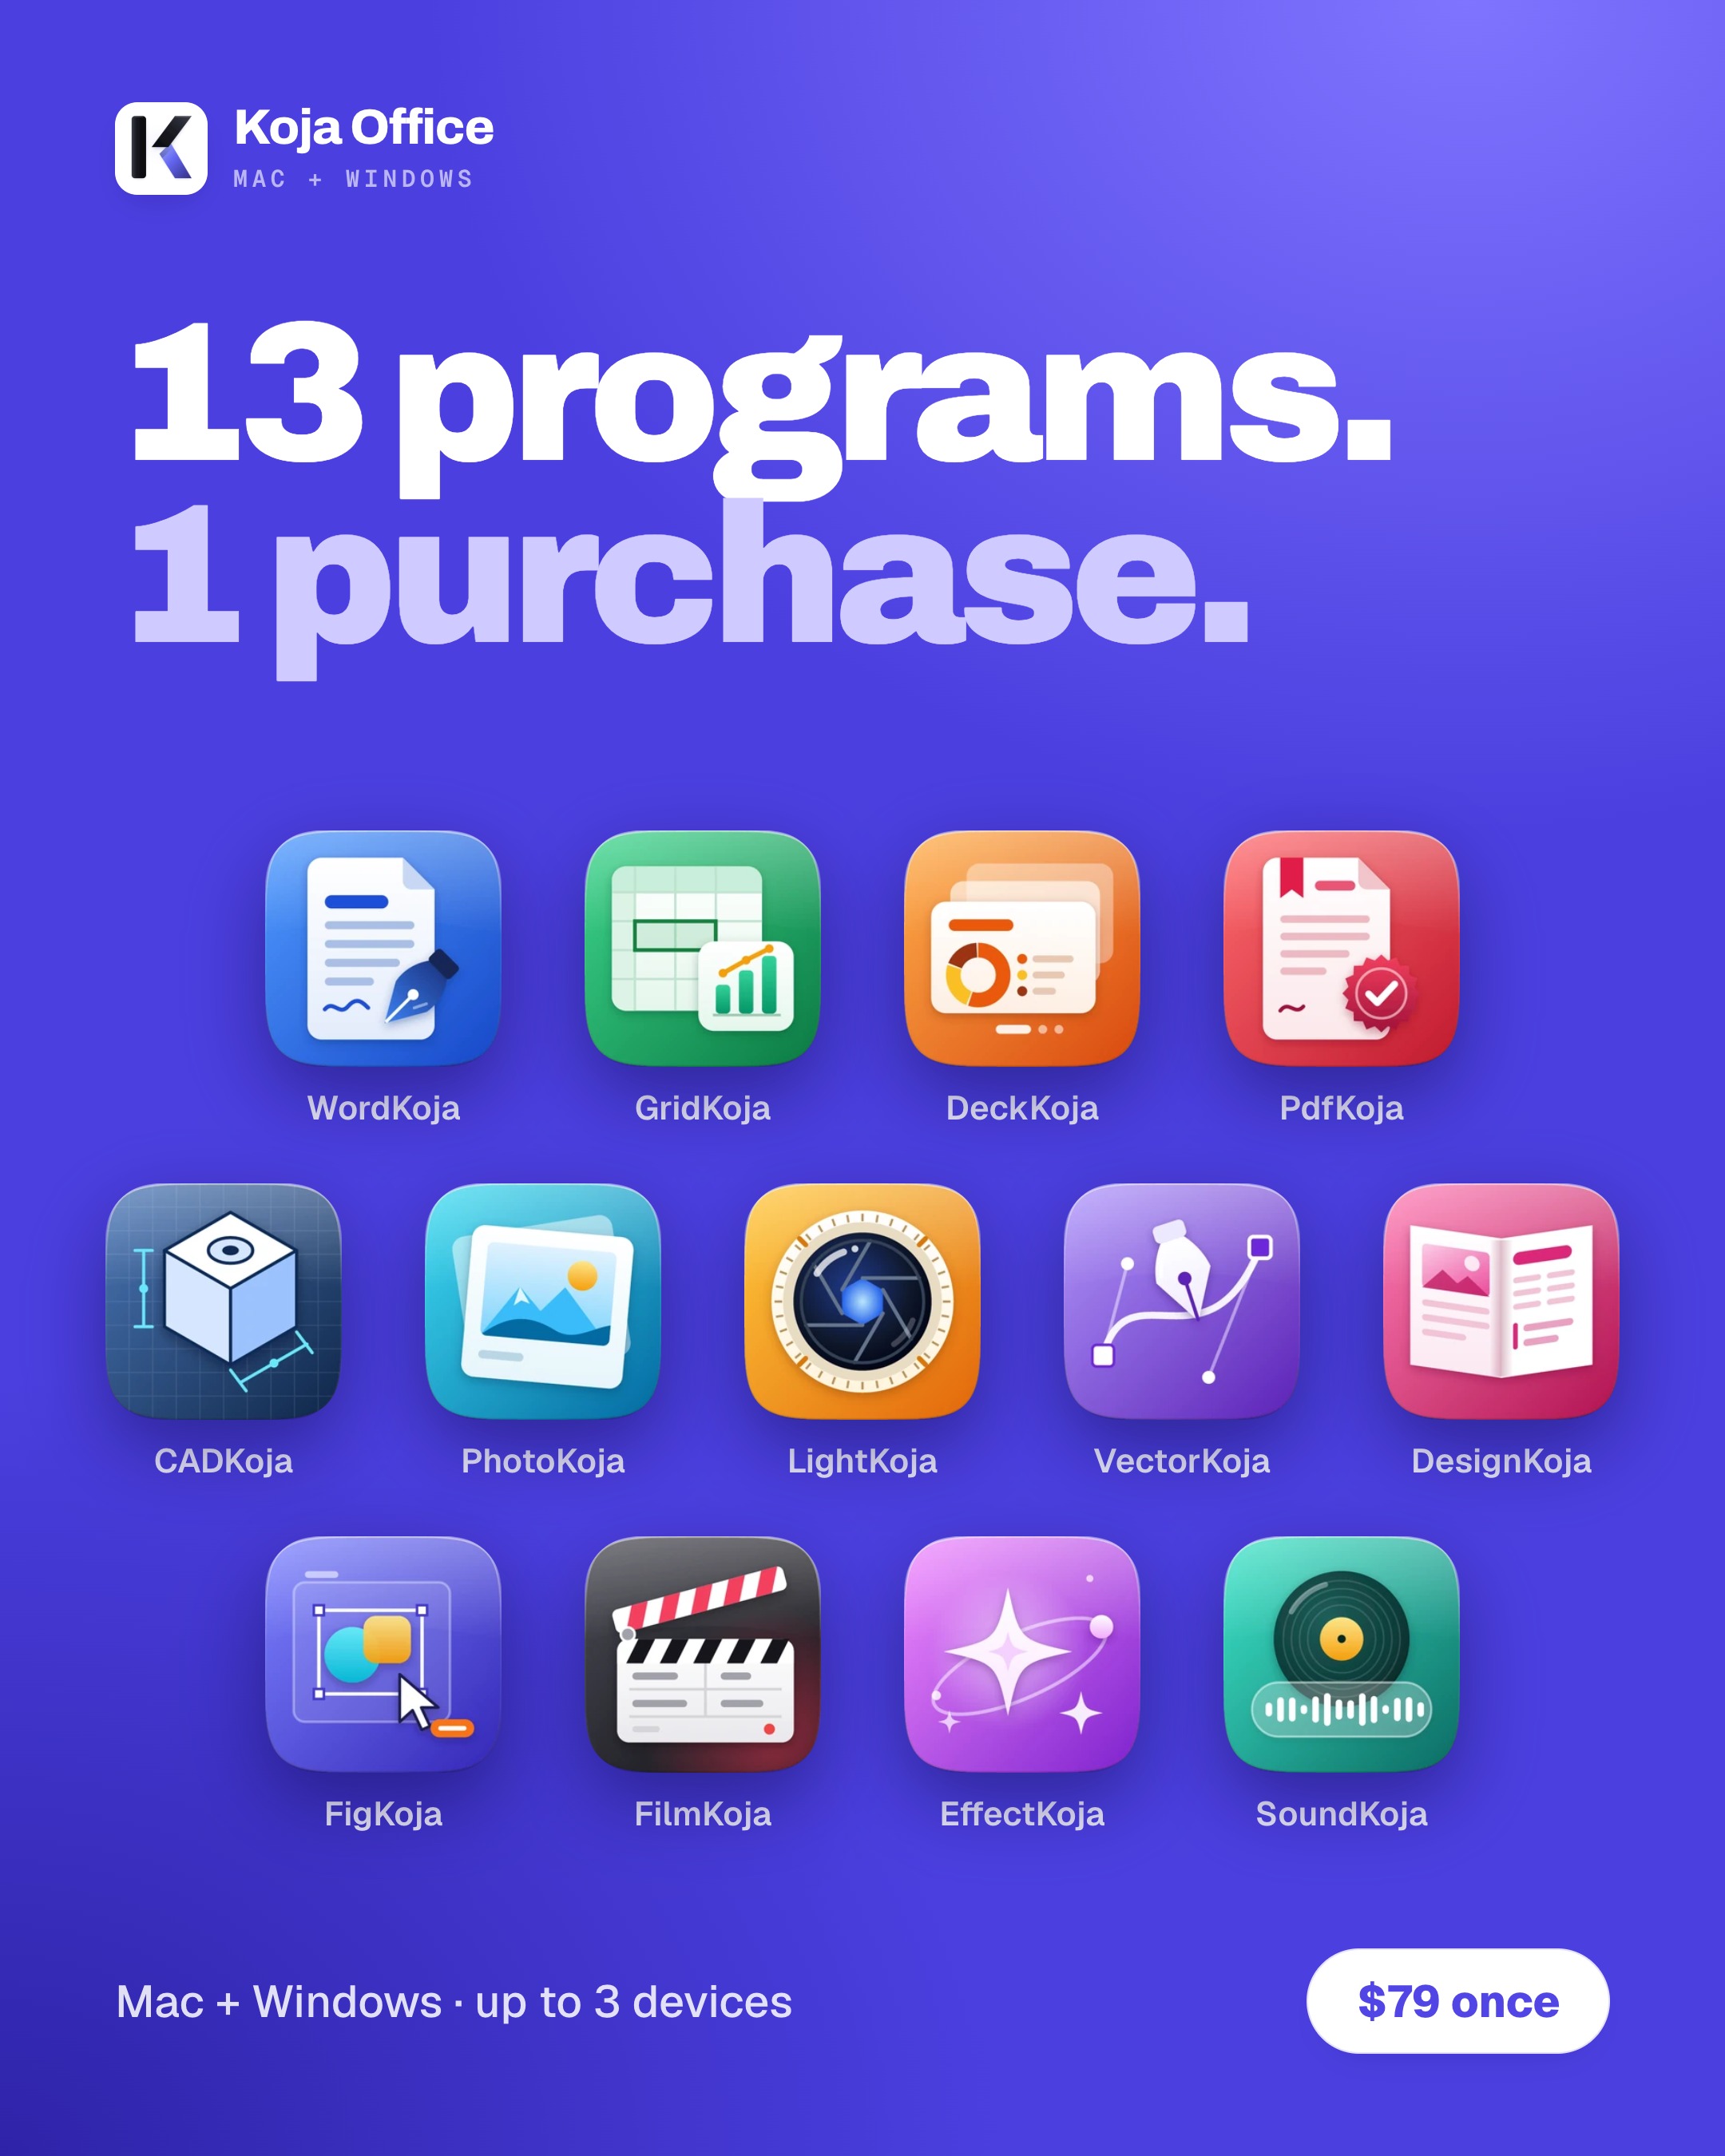 Koja Office
MAC + WINDOWS
13 programs.
1 purchase.
WordKoja
GridKoja
DeckKoja
PdfKoja
CADKoja
PhotoKoja
LightKoja
VectorKoja
DesignKoja
FigKoja
FilmKoja
EffectKoja
SoundKoja
Mac + Windows · up to 3 devices
$79 once